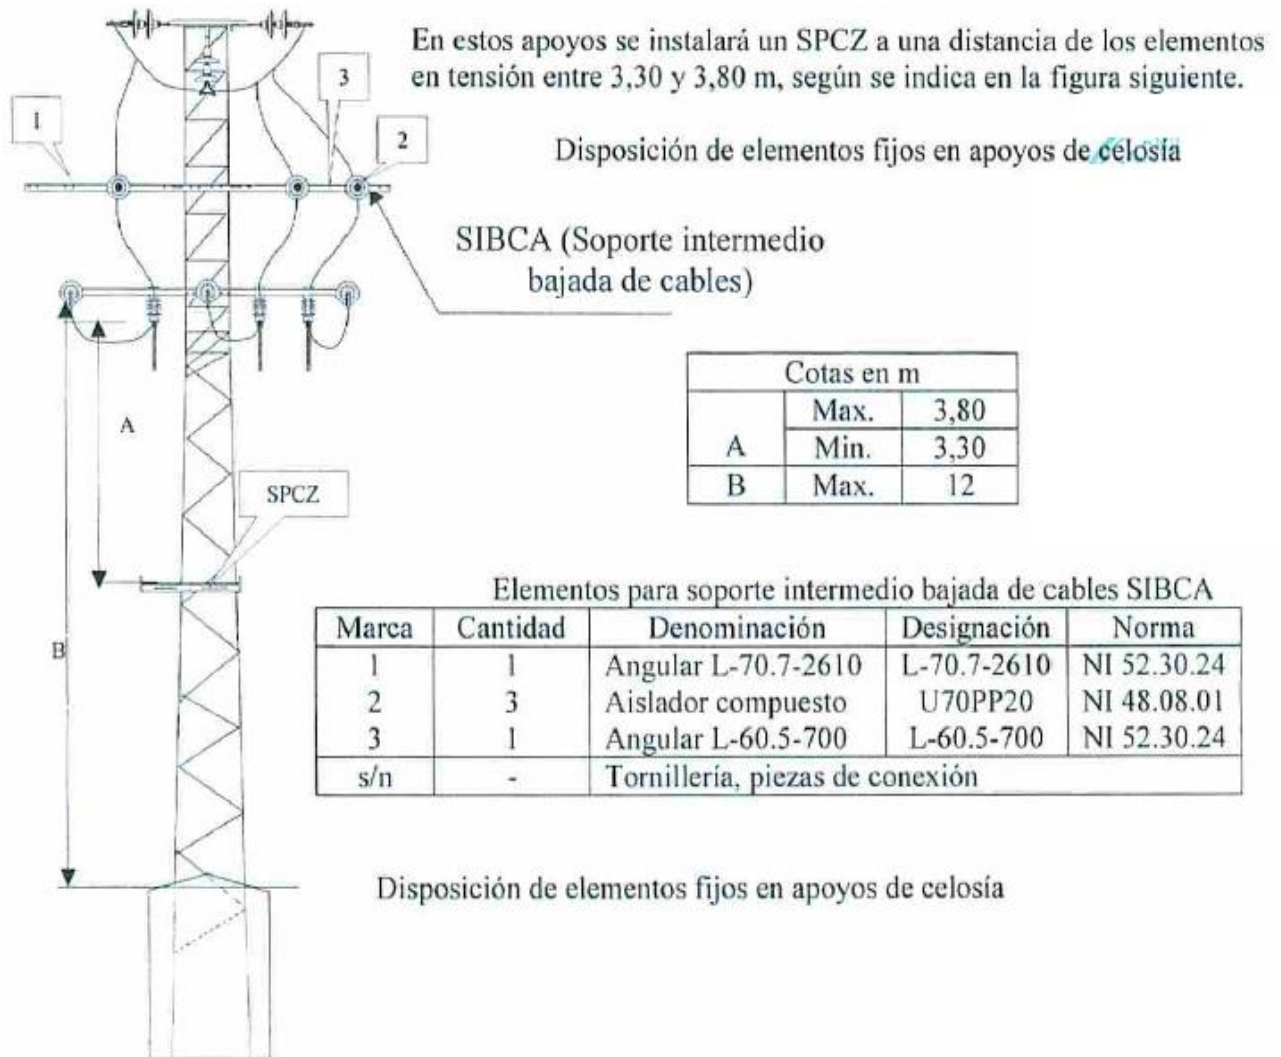 En estos apoyos se instalará un SPCZ a una distancia de los elementos
en tensión entre 3,30 y 3,80 m, según se indica en la figura siguiente.
3
1
2
Disposición de elementos fijos en apoyos de celosía
SIBCA (Soporte intermedio
bajada de cables)
Cotas en m
A Max. 3,80
Min. 3,30
B Max. 12
A
SPCZ
B
Elementos para soporte intermedio bajada de cables SIBCA
Marca Cantidad Denominación Designación Norma
1 1 Angular L-70.7-2610 L-70.7-2610 NI 52.30.24
2 3 Aislador compuesto U70PP20 NI 48.08.01
3 1 Angular L-60.5-700 L-60.5-700 NI 52.30.24
s/n - Tornillería, piezas de conexión
Disposición de elementos fijos en apoyos de celosía